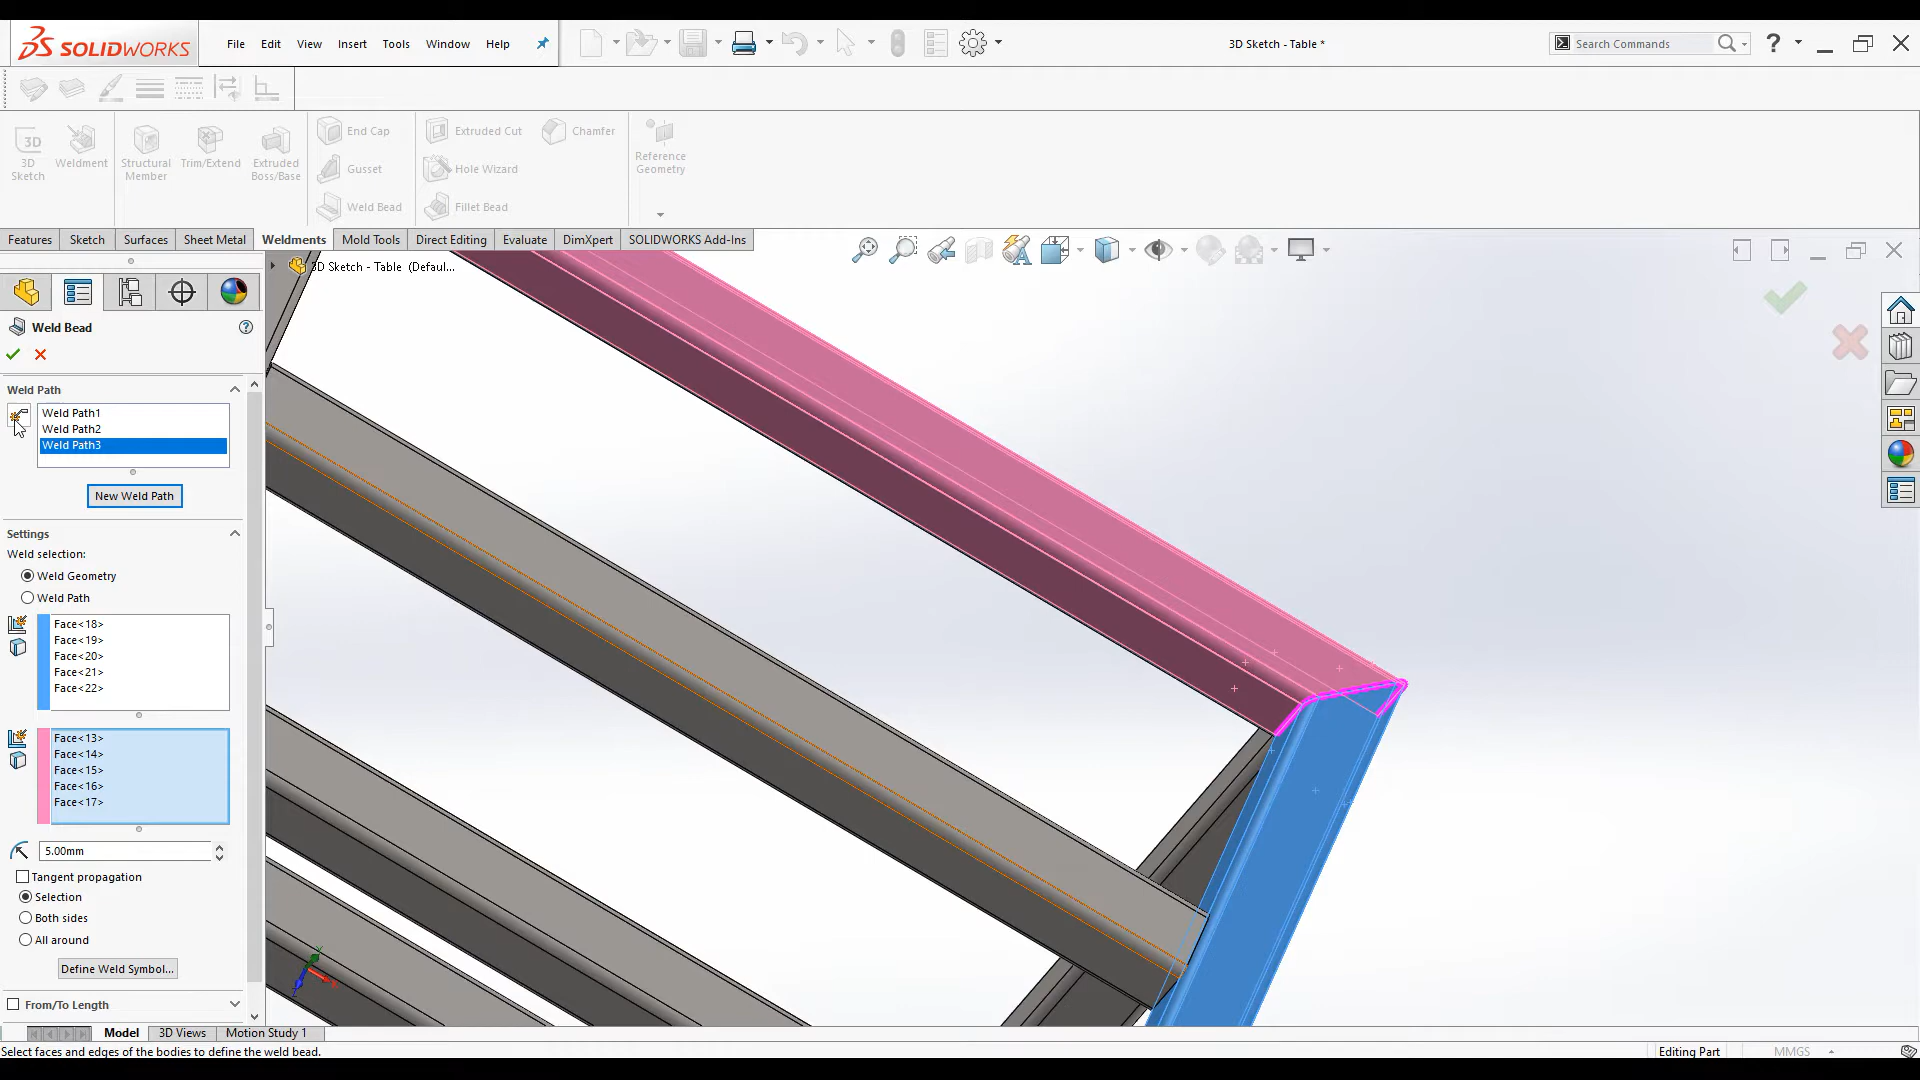 SOLIDWORKS
File Edit View Insert Tools Window Help
3D Sketch - Table *
Search Commands
?
3D Sketch
Weldment
Structural Member
Trim/Extend
Extruded Boss/Base
End Cap
Gusset
Weld Bead
Extruded Cut
Hole Wizard
Fillet Bead
Chamfer
Reference Geometry
Features Sketch Surfaces Sheet Metal Weldments Mold Tools Direct Editing Evaluate DimXpert SOLIDWORKS Add-Ins
3D Sketch - Table (Defaul...
Weld Bead
?
Weld Path
Weld Path1
Weld Path2
Weld Path3
New Weld Path
Settings
Weld selection:
Weld Geometry
Weld Path
Face<18>
Face<19>
Face<20>
Face<21>
Face<22>
Face<13>
Face<14>
Face<15>
Face<16>
Face<17>
5.00mm
Tangent propagation
Selection
Both sides
All around
Define Weld Symbol...
From/To Length
Model 3D Views Motion Study 1
Select faces and edges of the bodies to define the weld bead.
Editing Part
MMGS